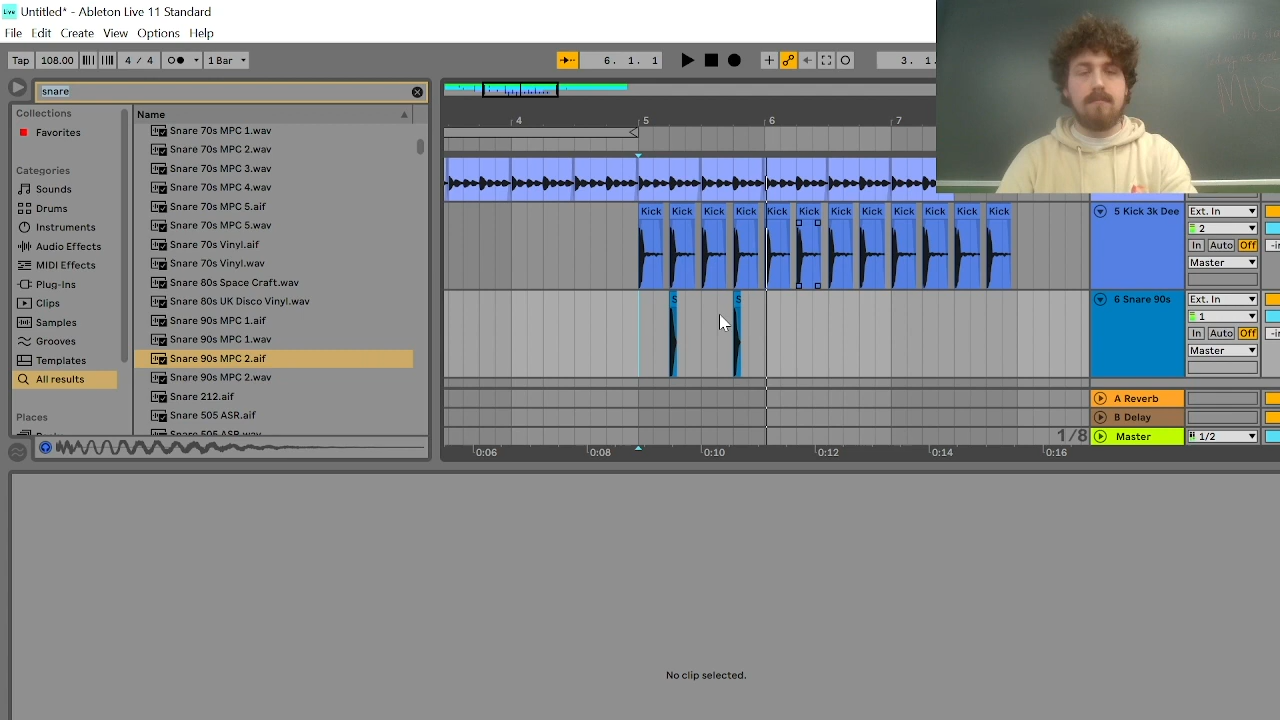 Live Untitled* - Ableton Live 11 Standard
File Edit Create View Options Help
Tap 108.00 4 / 4 1 Bar 6. 1. 1 3. 1.
snare
Collections
Favorites
Categories
Sounds
Drums
Instruments
Audio Effects
MIDI Effects
Plug-Ins
Clips
Samples
Grooves
Templates
All results
Places
Name
Snare 70s MPC 1.wav
Snare 70s MPC 2.wav
Snare 70s MPC 3.wav
Snare 70s MPC 4.wav
Snare 70s MPC 5.aif
Snare 70s MPC 5.wav
Snare 70s Vinyl.aif
Snare 70s Vinyl.wav
Snare 80s Space Craft.wav
Snare 80s UK Disco Vinyl.wav
Snare 90s MPC 1.aif
Snare 90s MPC 1.wav
Snare 90s MPC 2.aif
Snare 90s MPC 2.wav
Snare 212.aif
Snare 505 ASR.aif
Snare 505 ASR.wav
4 5 6 7
Kick Kick Kick Kick Kick Kick Kick Kick Kick Kick Kick Kick
S S
5 Kick 3k Dee Ext. In
2
In Auto Off
Master
6 Snare 90s Ext. In
1
In Auto Off
Master
A Reverb
B Delay
1/8 Master 1/2
0:06 0:08 0:10 0:12 0:14 0:16
No clip selected.
MUS